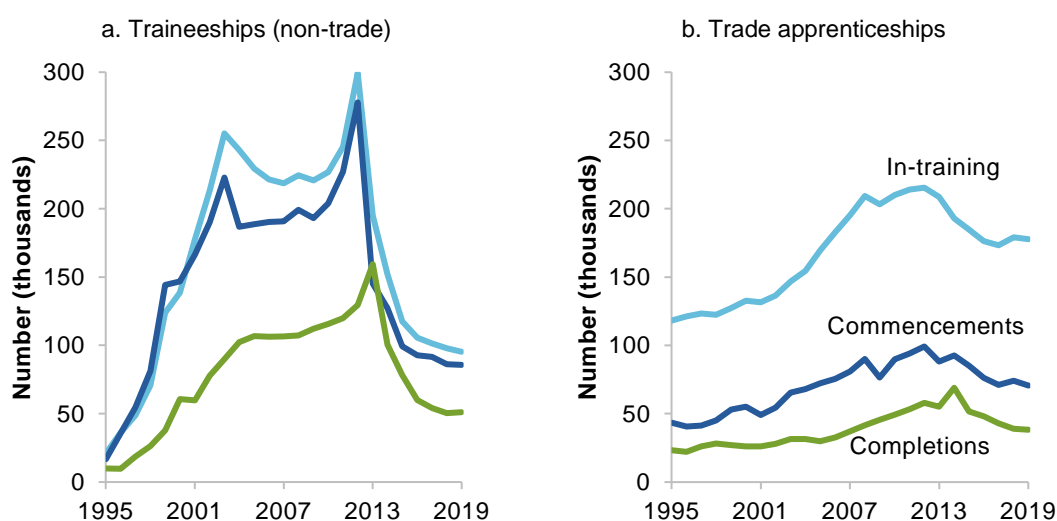 a. Traineeships (non-trade)
300
250
200
150
100
50
0
Number (thousands)
1995 2001 2007 2013 2019
b. Trade apprenticeships
300
250
200
150
100
50
0
Number (thousands)
In-training
Commencements
Completions
1995 2001 2007 2013 2019